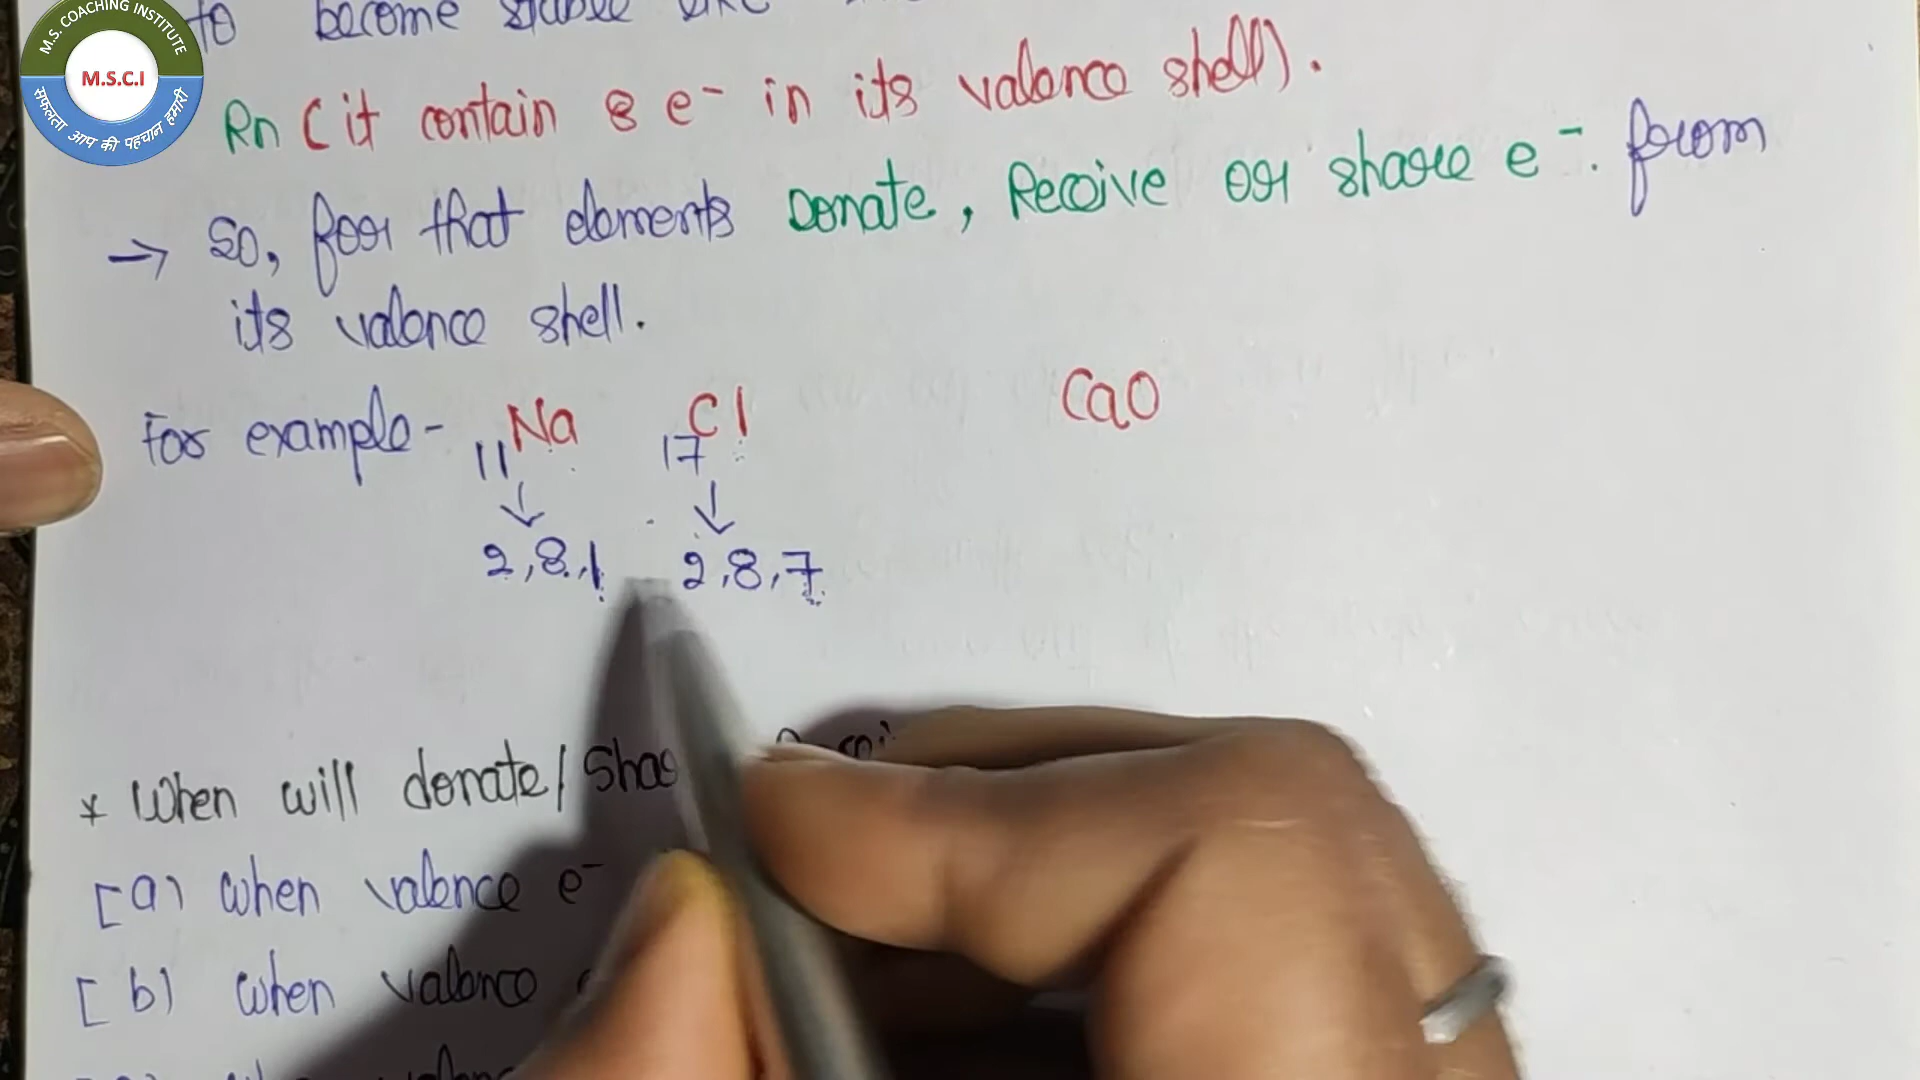 M.S. COACHING INSTITUTE
M.S.C.I
सफलता आप की पहचान हमारी
to become stable
Rn (it contain 8 e⁻ in its valence shell).
→ so, for that elements Donate, Receive or share e⁻. from
its valence shell.
For example - ₁₁Na ₁₇Cl CaO
↓ ↓
2,8,1 2,8,7
* When will donate/Sha
[a) when valence e⁻
[b) when valence